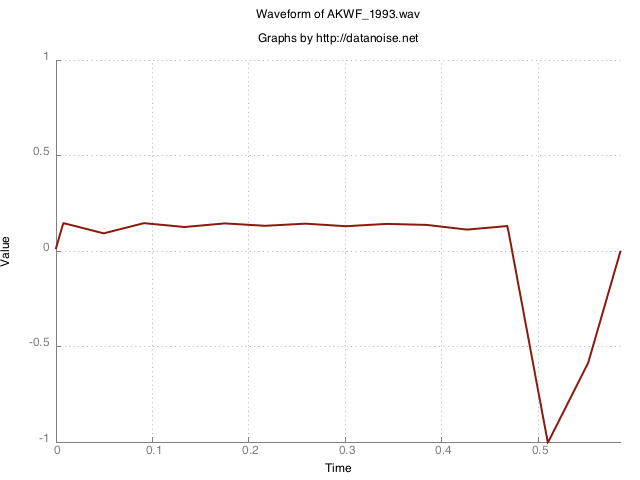 Waveform of AKWF_1993.wav
Graphs by http://datanoise.net
1
0.5
0
-0.5
-1
Value
0 0.1 0.2 0.3 0.4 0.5
Time